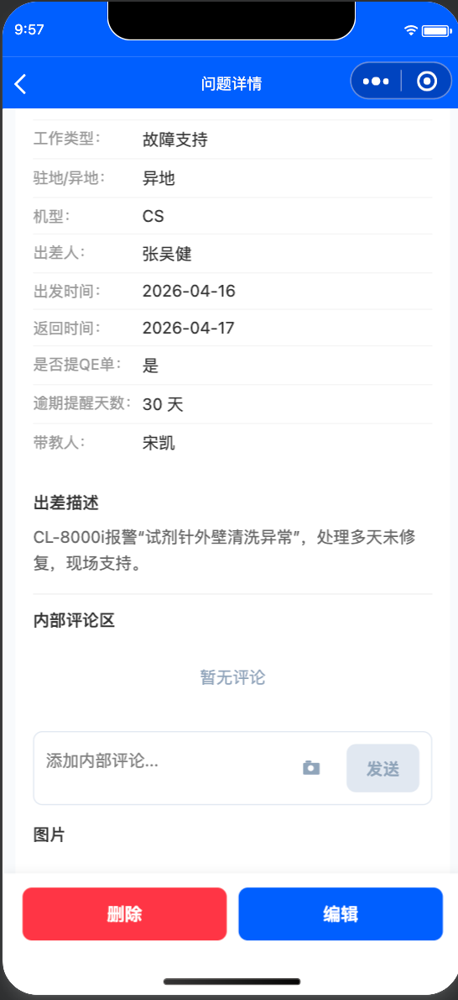 9:57
问题详情
工作类型：
故障支持
驻地/异地：
异地
机型：
CS
出差人：
张吴健
出发时间：
2026-04-16
返回时间：
2026-04-17
是否提QE单：
是
逾期提醒天数：
30 天
带教人：
宋凯
出差描述
CL-8000i报警“试剂针外壁清洗异常”，处理多天未修
复，现场支持。
内部评论区
暂无评论
添加内部评论...
发送
图片
删除
编辑